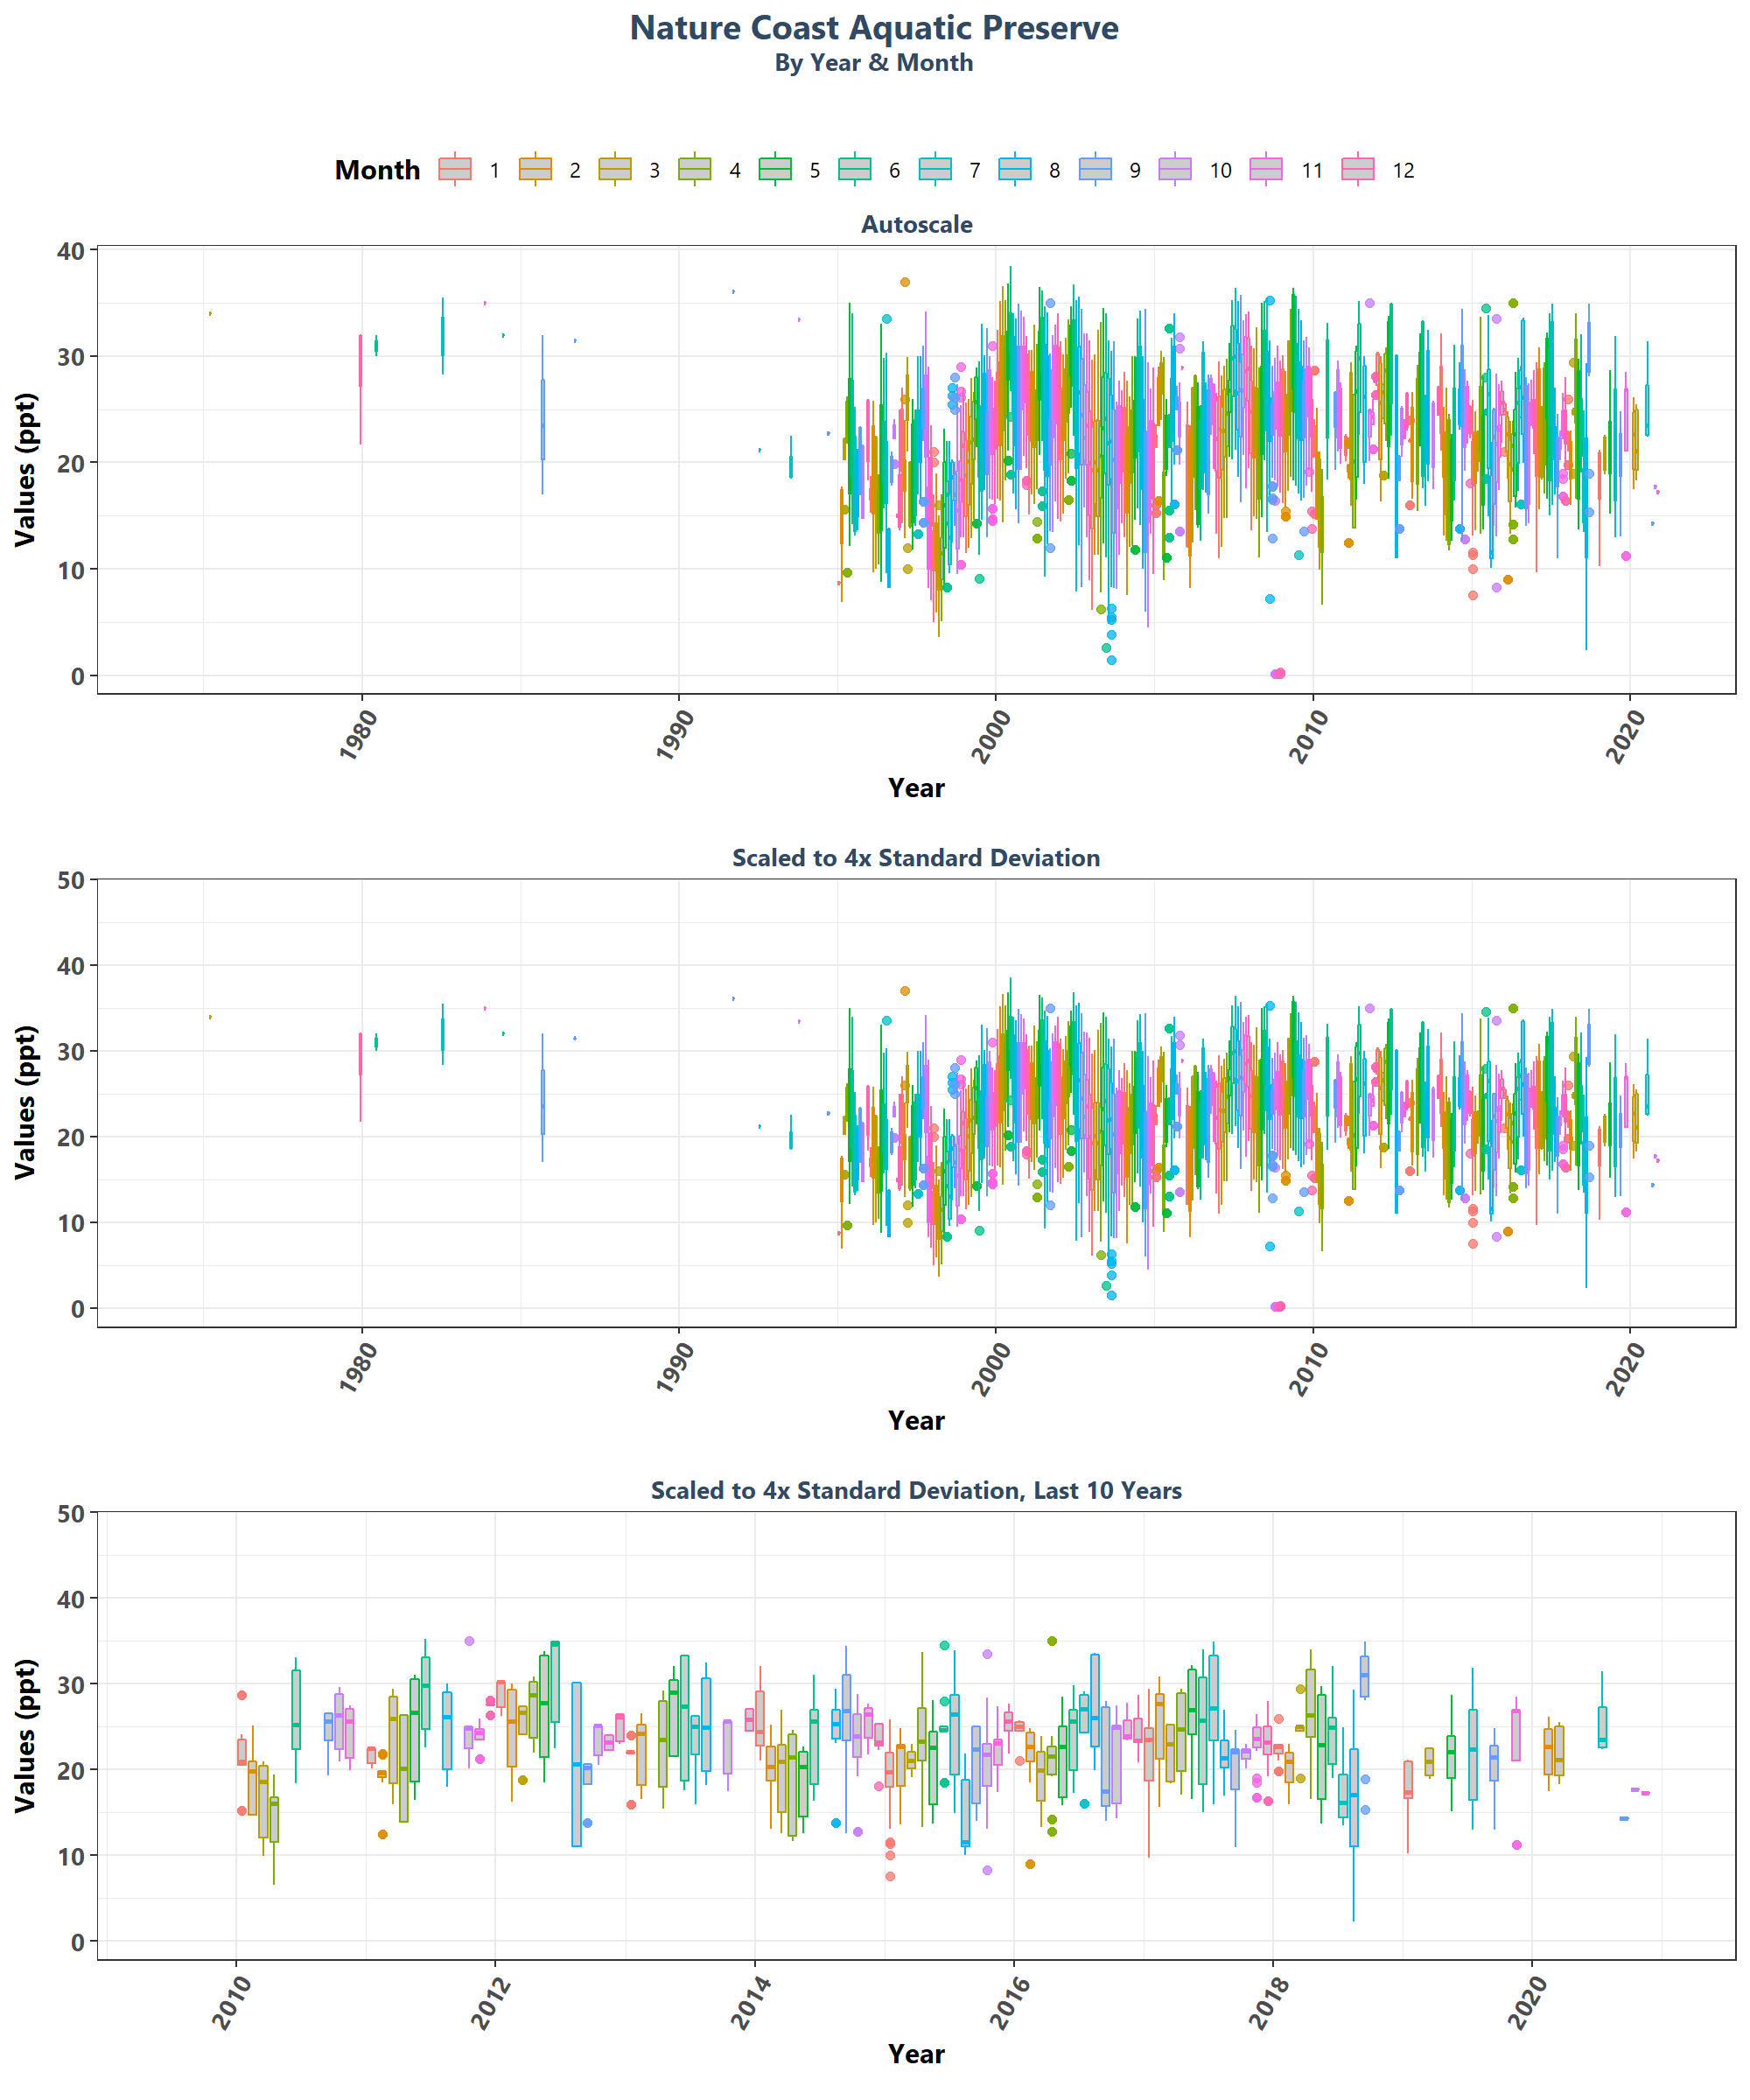 Nature Coast Aquatic Preserve
By Year & Month
Month 1 2 3 4 5 6 7 8 9 10 11 12
Autoscale
Values (ppt)
40
30
20
10
0
1980 1990 2000 2010 2020
Year
Scaled to 4x Standard Deviation
Values (ppt)
50
40
30
20
10
0
1980 1990 2000 2010 2020
Year
Scaled to 4x Standard Deviation, Last 10 Years
Values (ppt)
50
40
30
20
10
0
2010 2012 2014 2016 2018 2020
Year